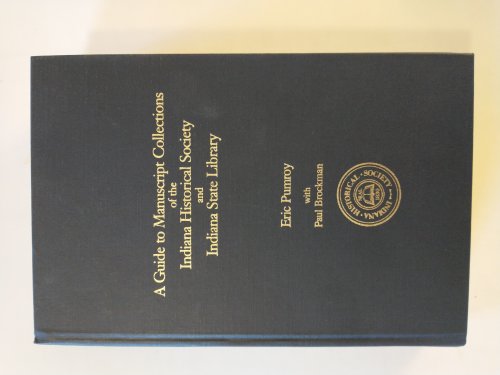 A Guide to Manuscript Collections
of the
Indiana Historical Society
and
Indiana State Library
Eric Pumroy
with
Paul Brockman
INDIANA HISTORICAL SOCIETY